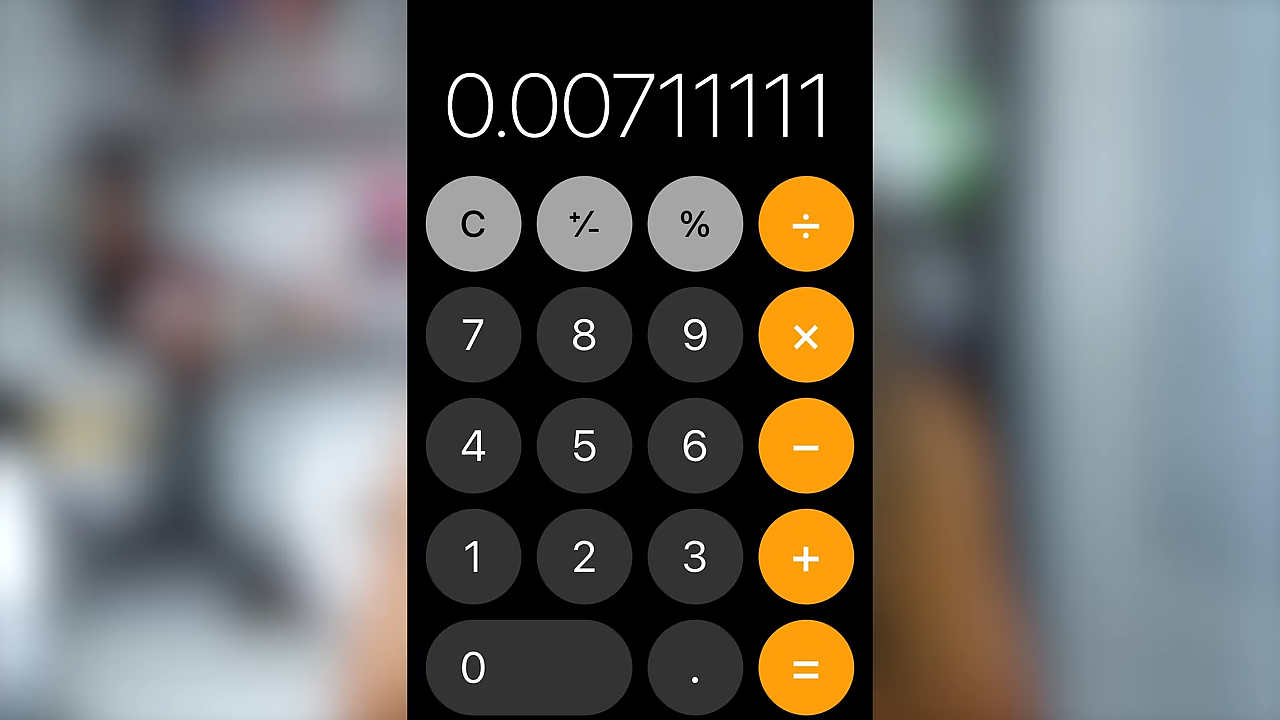 0.00711111
C +/- % ÷
7 8 9 ×
4 5 6 −
1 2 3 +
0 . =